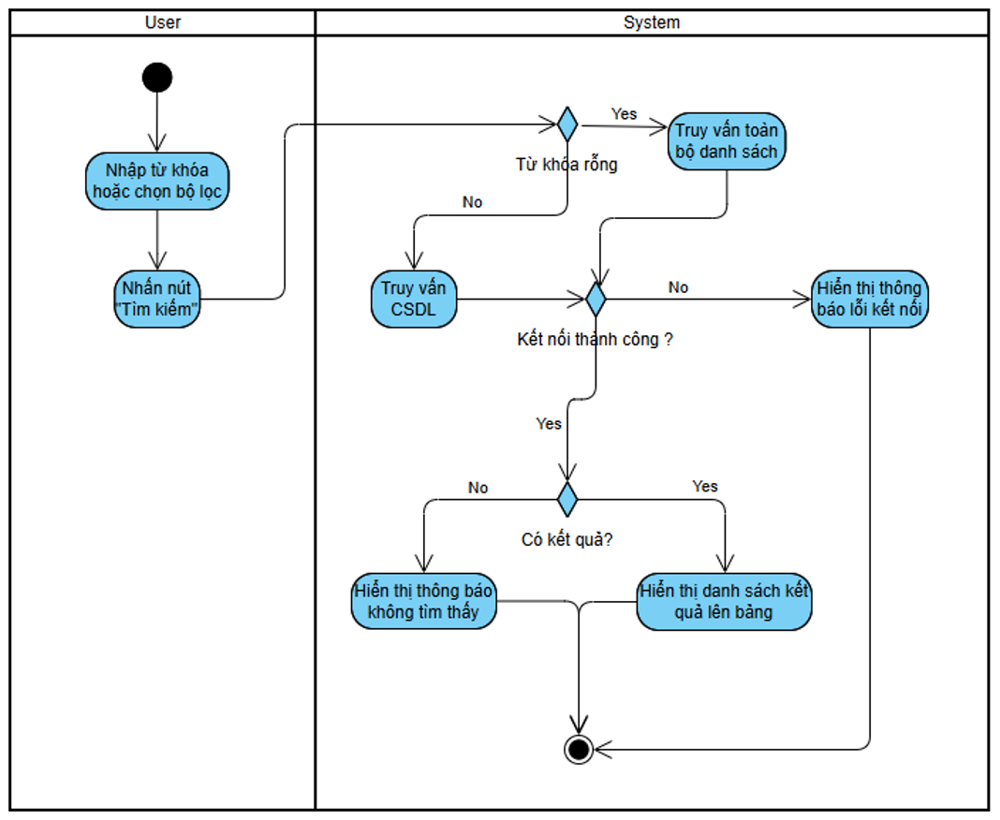 User
System
Nhập từ khóa
hoặc chọn bộ lọc
Nhấn nút
"Tìm kiếm"
Yes
Truy vấn toàn
bộ danh sách
Từ khóa rỗng
No
Truy vấn
CSDL
No
Hiển thị thông
báo lỗi kết nối
Kết nối thành công ?
Yes
No
Yes
Có kết quả?
Hiển thị thông báo
không tìm thấy
Hiển thị danh sách kết
quả lên bảng